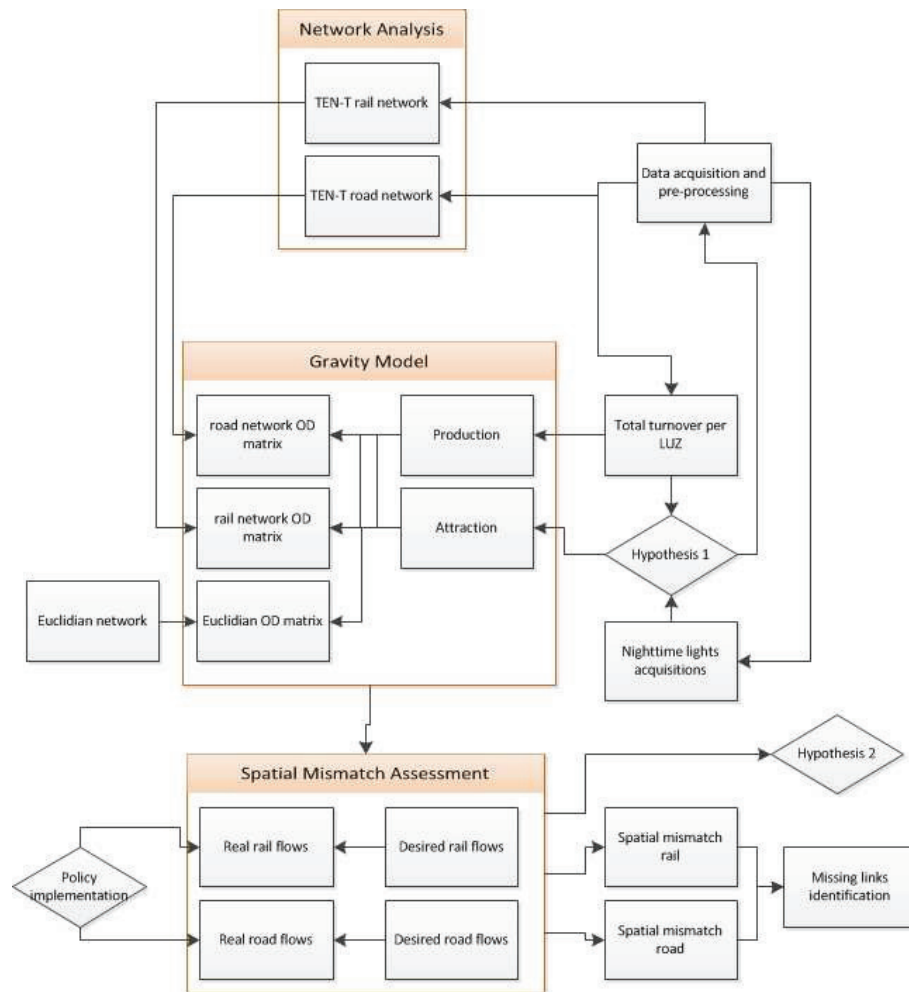 Network Analysis
TEN-T rail network
TEN-T road network
Data acquisition and
pre-processing
Gravity Model
road network OD
matrix
Production
Total turnover per
LUZ
rail network OD
matrix
Attraction
Hypothesis 1
Euclidian network
Euclidian OD matrix
Nighttime lights
acquisitions
Spatial Mismatch Assessment
Hypothesis 2
Real rail flows
Desired rail flows
Spatial mismatch
rail
Policy
implementation
Missing links
identification
Real road flows
Desired road flows
Spatial mismatch
road